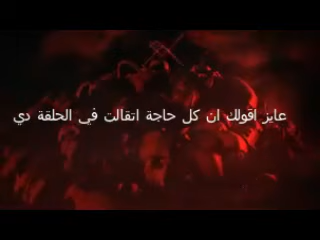 عايز اقولك ان كل حاجة اتقالت في الحلقة دي